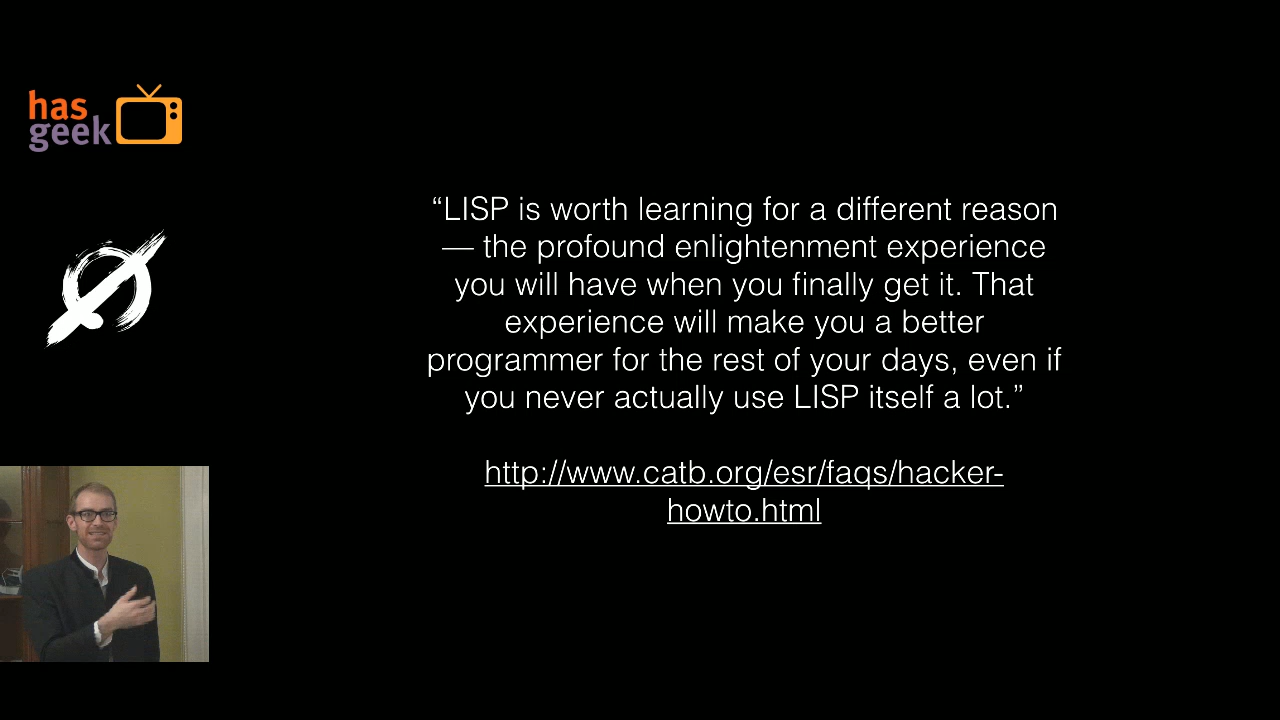 has
geek
“LISP is worth learning for a different reason
— the profound enlightenment experience
you will have when you finally get it. That
experience will make you a better
programmer for the rest of your days, even if
you never actually use LISP itself a lot.”
http://www.catb.org/esr/faqs/hacker-
howto.html